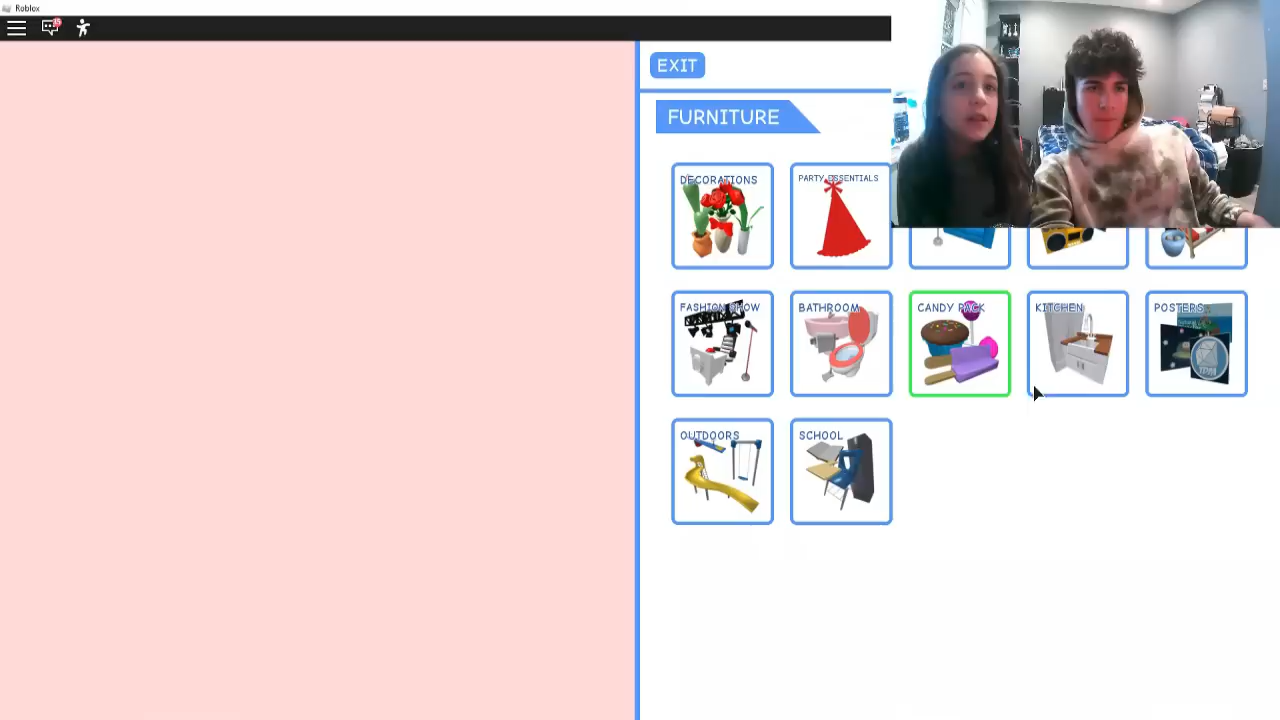 Roblox
EXIT
FURNITURE
DECORATIONS
PARTY ESSENTIALS
FASHION SHOW
BATHROOM
CANDY PACK
KITCHEN
POSTERS
OUTDOORS
SCHOOL